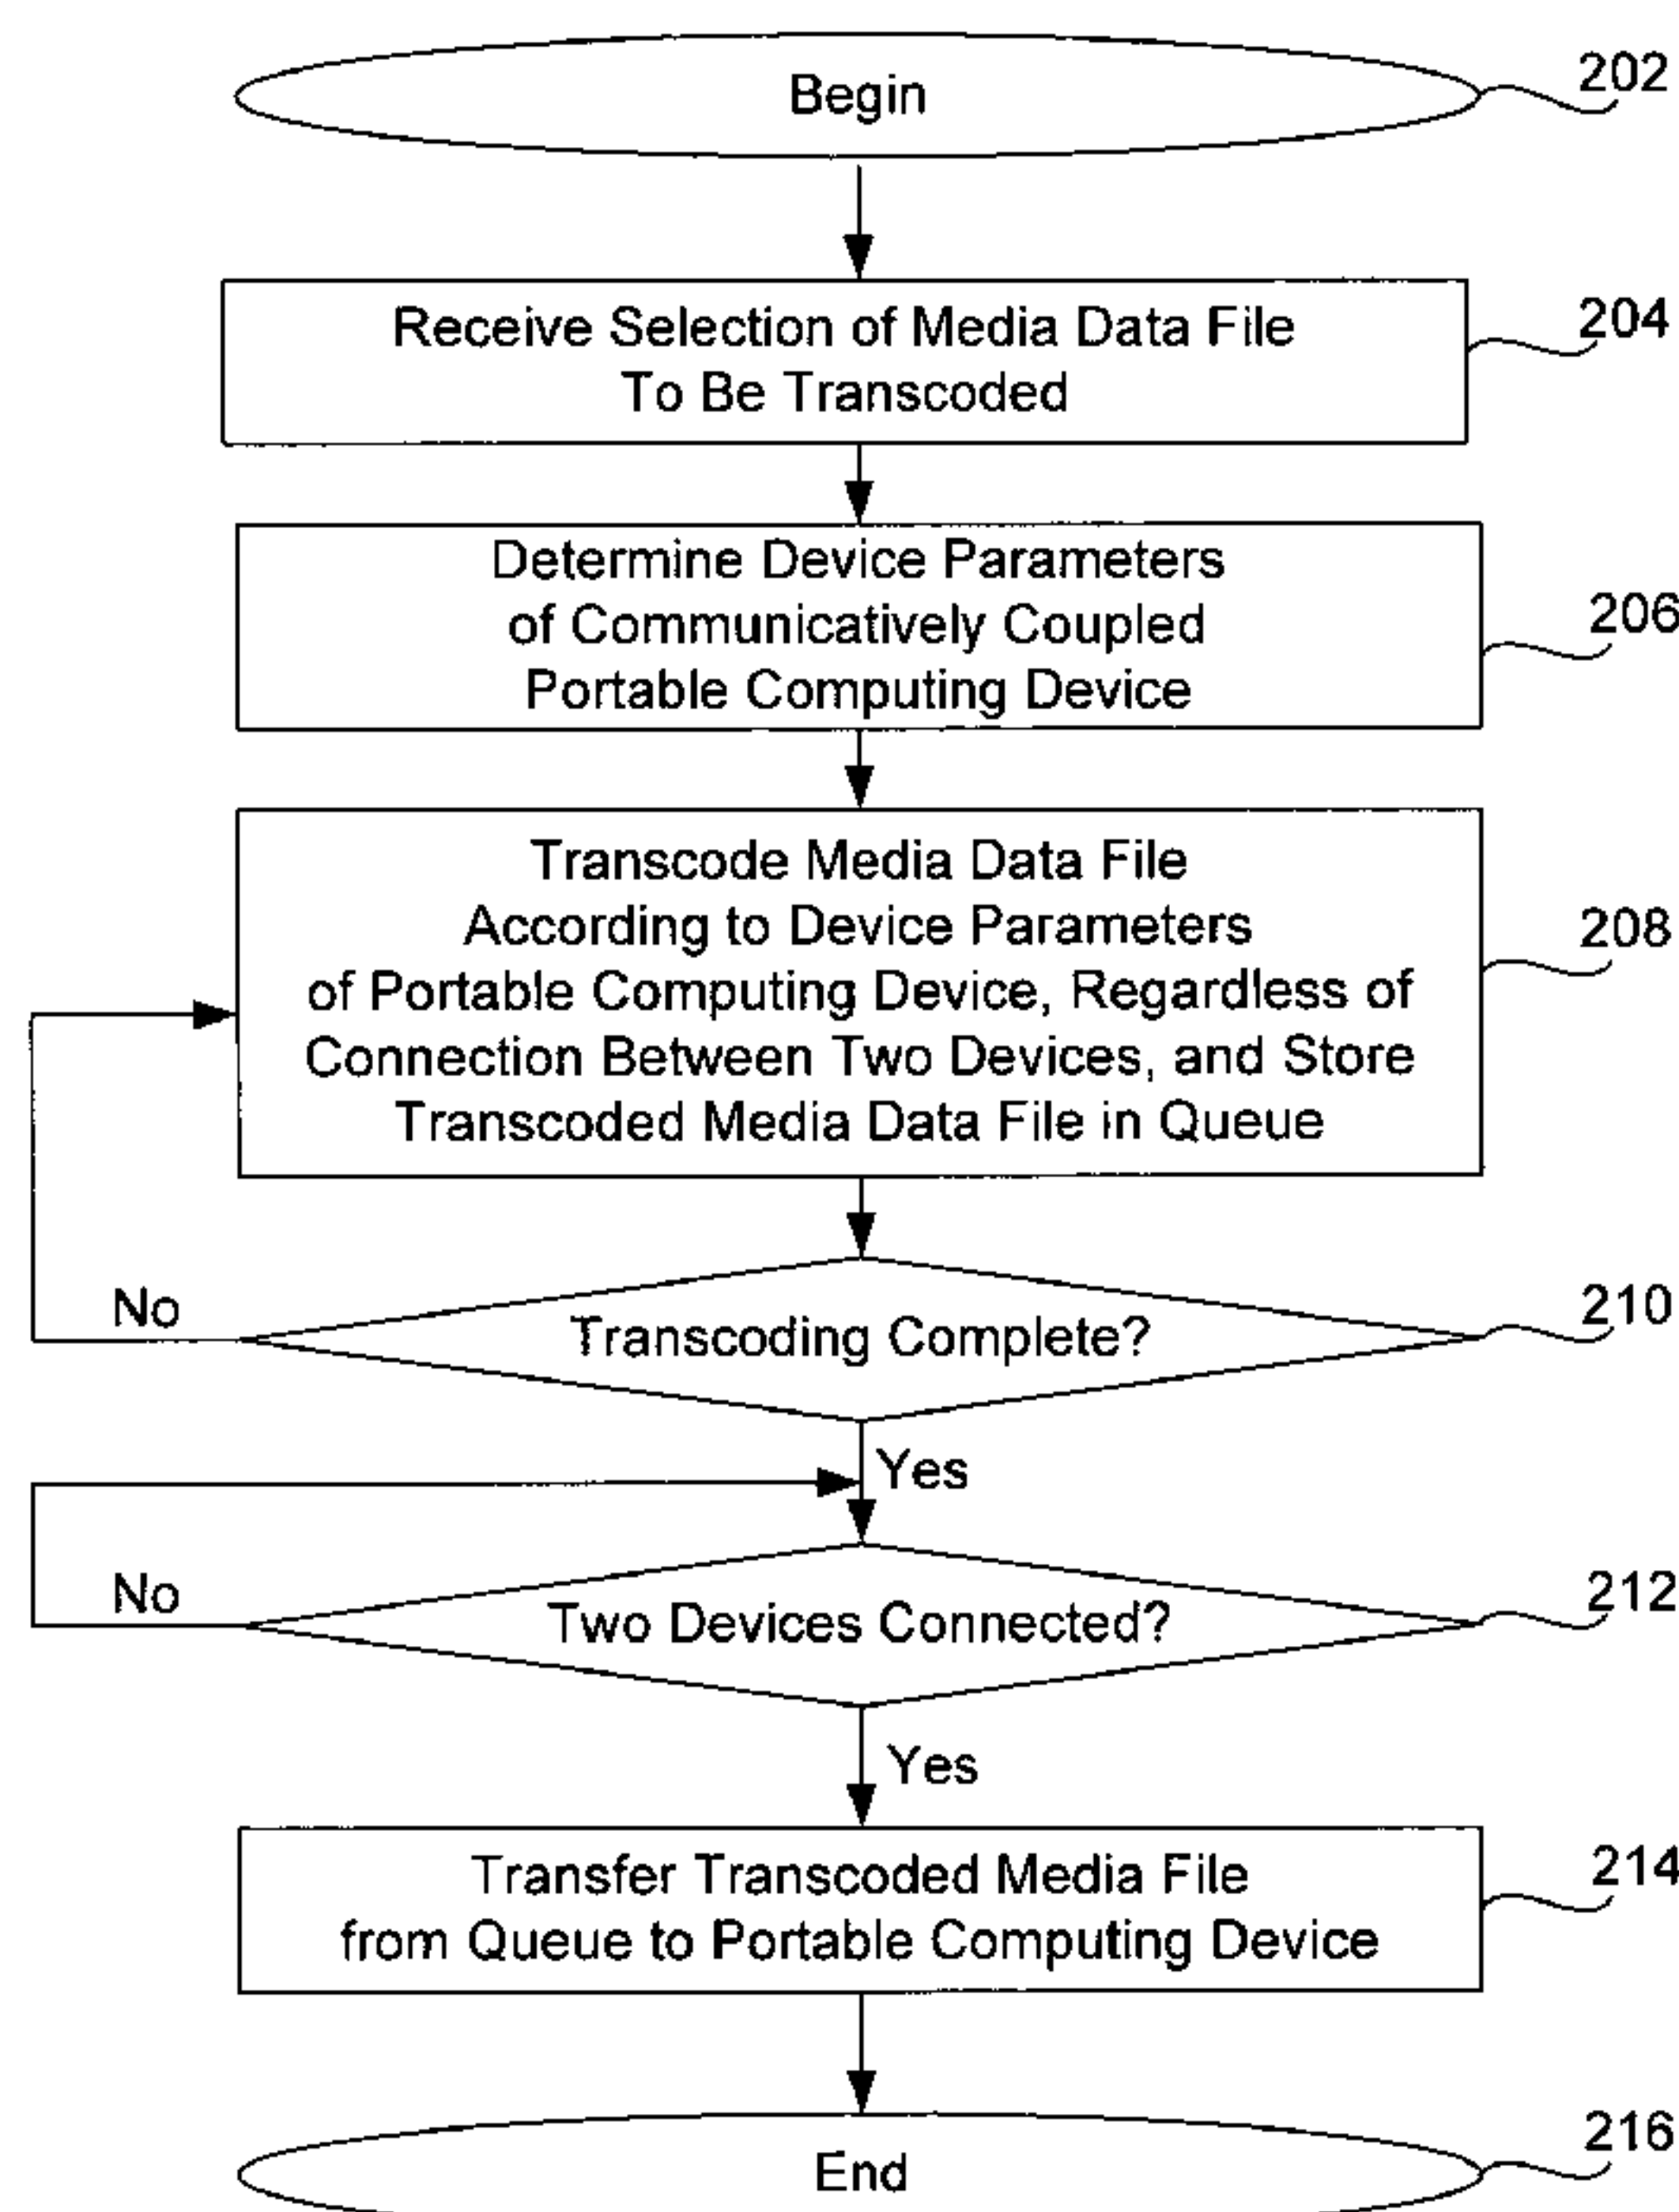 Begin
202
Receive Selection of Media Data File
To Be Transcoded
204
Determine Device Parameters
of Communicatively Coupled
Portable Computing Device
206
Transcode Media Data File
According to Device Parameters
of Portable Computing Device, Regardless of
Connection Between Two Devices, and Store
Transcoded Media Data File in Queue
208
No
Transcoding Complete?
210
Yes
No
Two Devices Connected?
212
Yes
Transfer Transcoded Media File
from Queue to Portable Computing Device
214
End
216